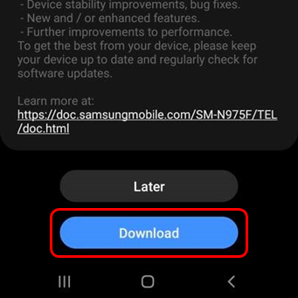 - Device stability improvements, bug fixes.
- New and / or enhanced features.
- Further improvements to performance.
To get the best from your device, please keep
your device up to date and regularly check for
software updates.
Learn more at:
https://doc.samsungmobile.com/SM-N975F/TEL
/doc.html
Later
Download